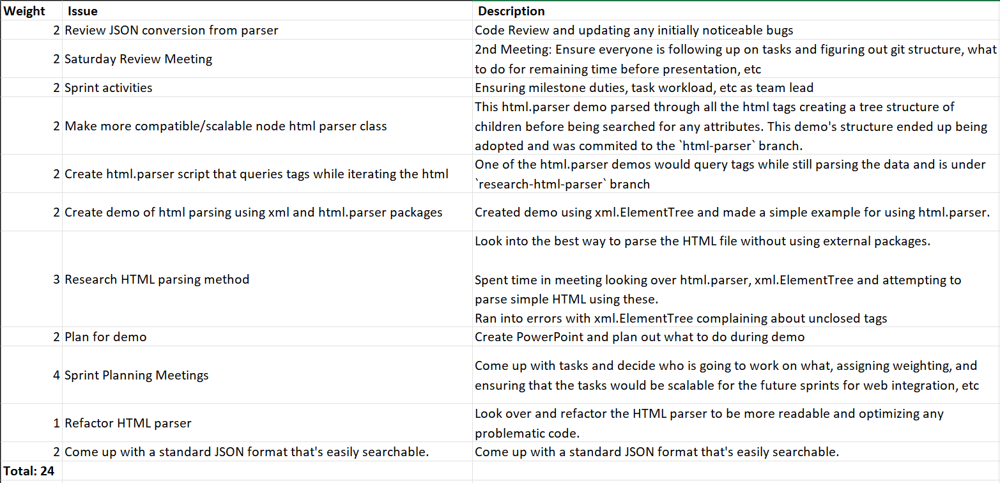 Weight Issue Description
2 Review JSON conversion from parser Code Review and updating any initially noticeable bugs
2 Saturday Review Meeting 2nd Meeting: Ensure everyone is following up on tasks and figuring out git structure, what
to do for remaining time before presentation, etc
2 Sprint activities Ensuring milestone duties, task workload, etc as team lead
2 Make more compatible/scalable node html parser class This html.parser demo parsed through all the html tags creating a tree structure of
children before being searched for any attributes. This demo's structure ended up being
adopted and was commited to the `html-parser` branch.
2 Create html.parser script that queries tags while iterating the html One of the html.parser demos would query tags while still parsing the data and is under
`research-html-parser` branch
2 Create demo of html parsing using xml and html.parser packages Created demo using xml.ElementTree and made a simple example for using html.parser.
3 Research HTML parsing method Look into the best way to parse the HTML file without using external packages.
Spent time in meeting looking over html.parser, xml.ElementTree and attempting to
parse simple HTML using these.
Ran into errors with xml.ElementTree complaining about unclosed tags
2 Plan for demo Create PowerPoint and plan out what to do during demo
4 Sprint Planning Meetings Come up with tasks and decide who is going to work on what, assigning weighting, and
ensuring that the tasks would be scalable for the future sprints for web integration, etc
1 Refactor HTML parser Look over and refactor the HTML parser to be more readable and optimizing any
problematic code.
2 Come up with a standard JSON format that's easily searchable. Come up with a standard JSON format that's easily searchable.
Total: 24